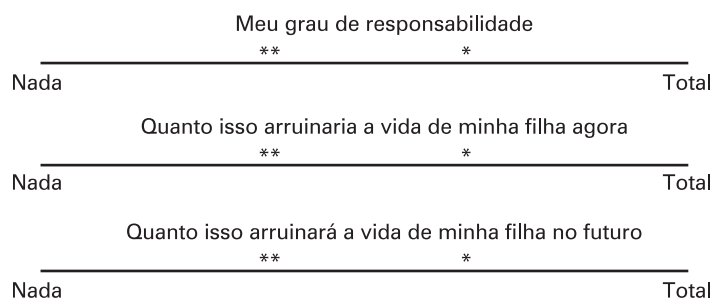 Meu grau de responsabilidade
** *
Nada Total
Quanto isso arruinaria a vida de minha filha agora
** *
Nada Total
Quanto isso arruinará a vida de minha filha no futuro
** *
Nada Total